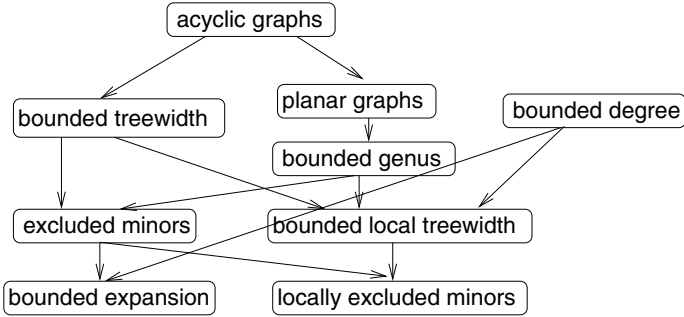 acyclic graphs
planar graphs
bounded treewidth
bounded degree
bounded genus
excluded minors
bounded local treewidth
bounded expansion
locally excluded minors